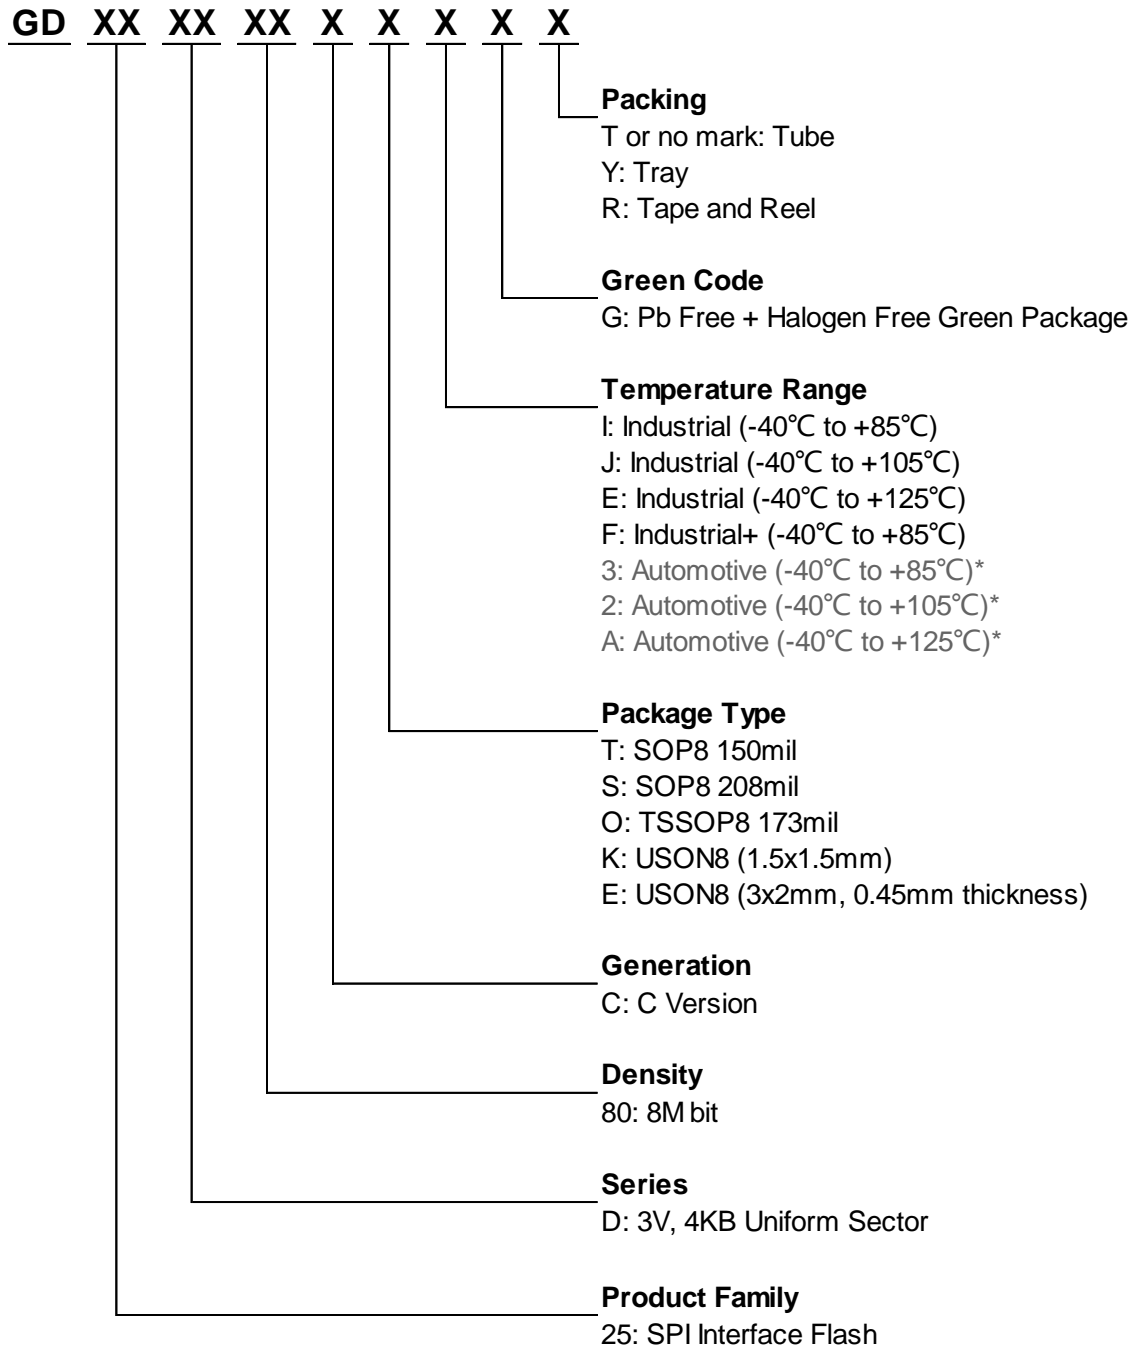 GD XX XX XX X X X X X
Packing
T or no mark: Tube
Y: Tray
R: Tape and Reel
Green Code
G: Pb Free + Halogen Free Green Package
Temperature Range
I: Industrial (-40℃ to +85℃)
J: Industrial (-40℃ to +105℃)
E: Industrial (-40℃ to +125℃)
F: Industrial+ (-40℃ to +85℃)
3: Automotive (-40℃ to +85℃)*
2: Automotive (-40℃ to +105℃)*
A: Automotive (-40℃ to +125℃)*
Package Type
T: SOP8 150mil
S: SOP8 208mil
O: TSSOP8 173mil
K: USON8 (1.5x1.5mm)
E: USON8 (3x2mm, 0.45mm thickness)
Generation
C: C Version
Density
80: 8M bit
Series
D: 3V, 4KB Uniform Sector
Product Family
25: SPI Interface Flash